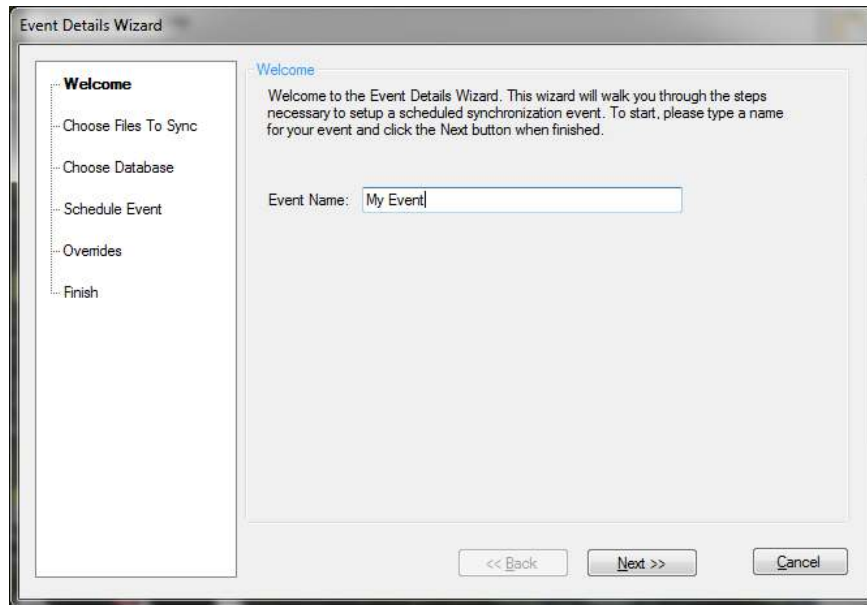 Event Details Wizard
Welcome
Choose Files To Sync
Choose Database
Schedule Event
Overrides
Finish
Welcome
Welcome to the Event Details Wizard. This wizard will walk you through the steps
necessary to setup a scheduled synchronization event. To start, please type a name
for your event and click the Next button when finished.
Event Name: My Event
<< Back Next >> Cancel